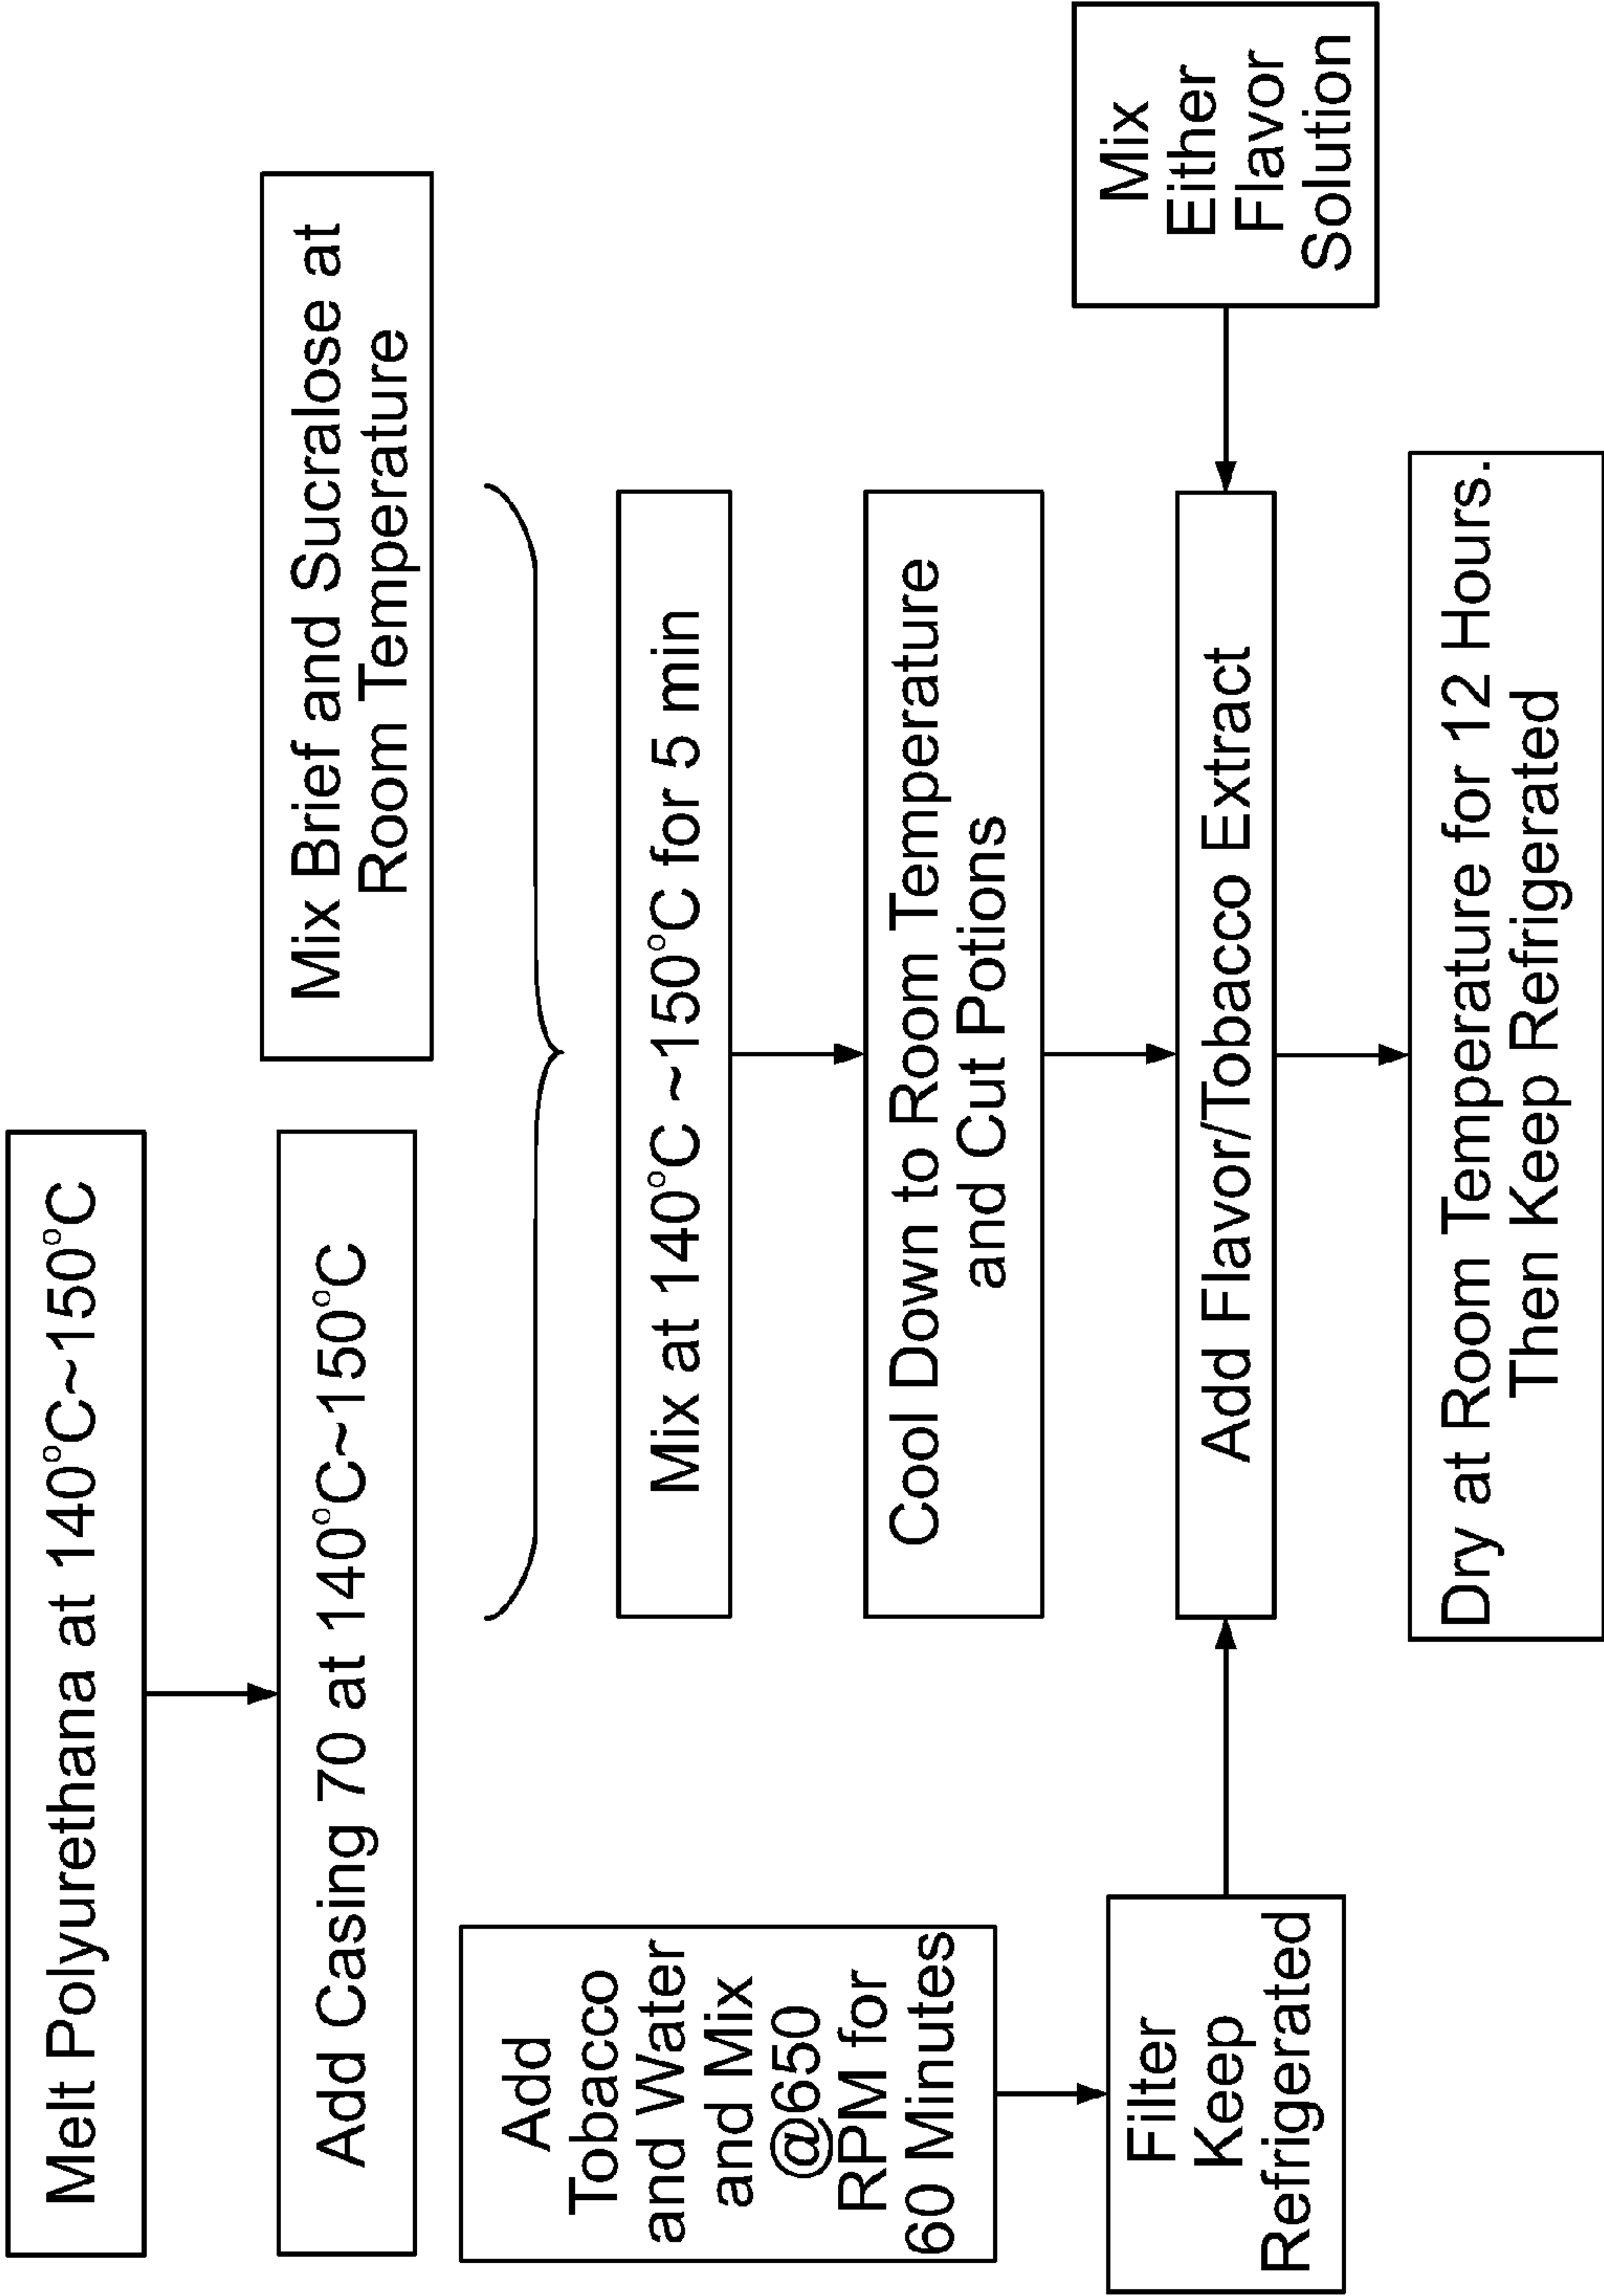 Melt Polyurethana at 140°C~150°C
Add Casing 70 at 140°C~150°C
Mix Brief and Sucralose at
Room Temperature
Mix at 140°C ~150°C for 5 min
Cool Down to Room Temperature
and Cut Potions
Add
Tobacco
and Water
and Mix
@650
RPM for
60 Minutes
Filter
Keep
Refrigerated
Add Flavor/Tobacco Extract
Mix
Either
Flavor
Solution
Dry at Room Temperature for 12 Hours.
Then Keep Refrigerated